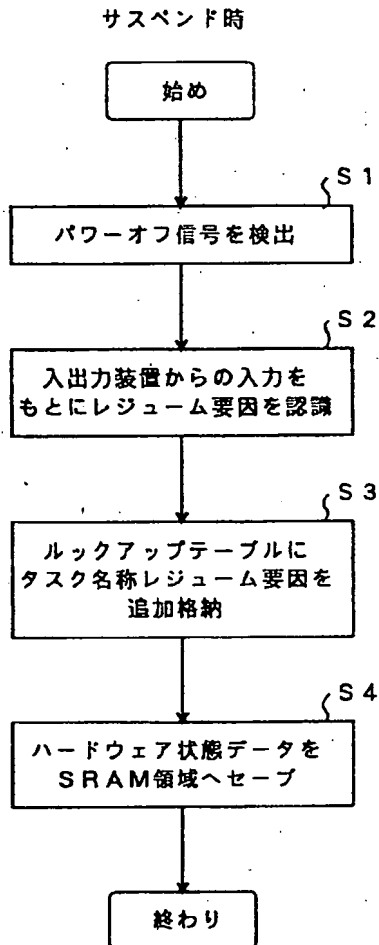 サスペンド時
始め
S1
パワーオフ信号を検出
S2
入出力装置からの入力を
もとにレジューム要因を認識
S3
ルックアップテーブルに
タスク名称レジューム要因を
追加格納
S4
ハードウェア状態データを
SRAM領域へセーブ
終わり